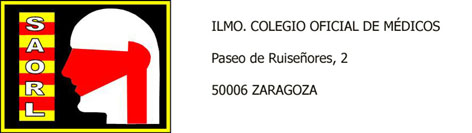 SAORL
ILMO. COLEGIO OFICIAL DE MÉDICOS
Paseo de Ruiseñores, 2
50006 ZARAGOZA